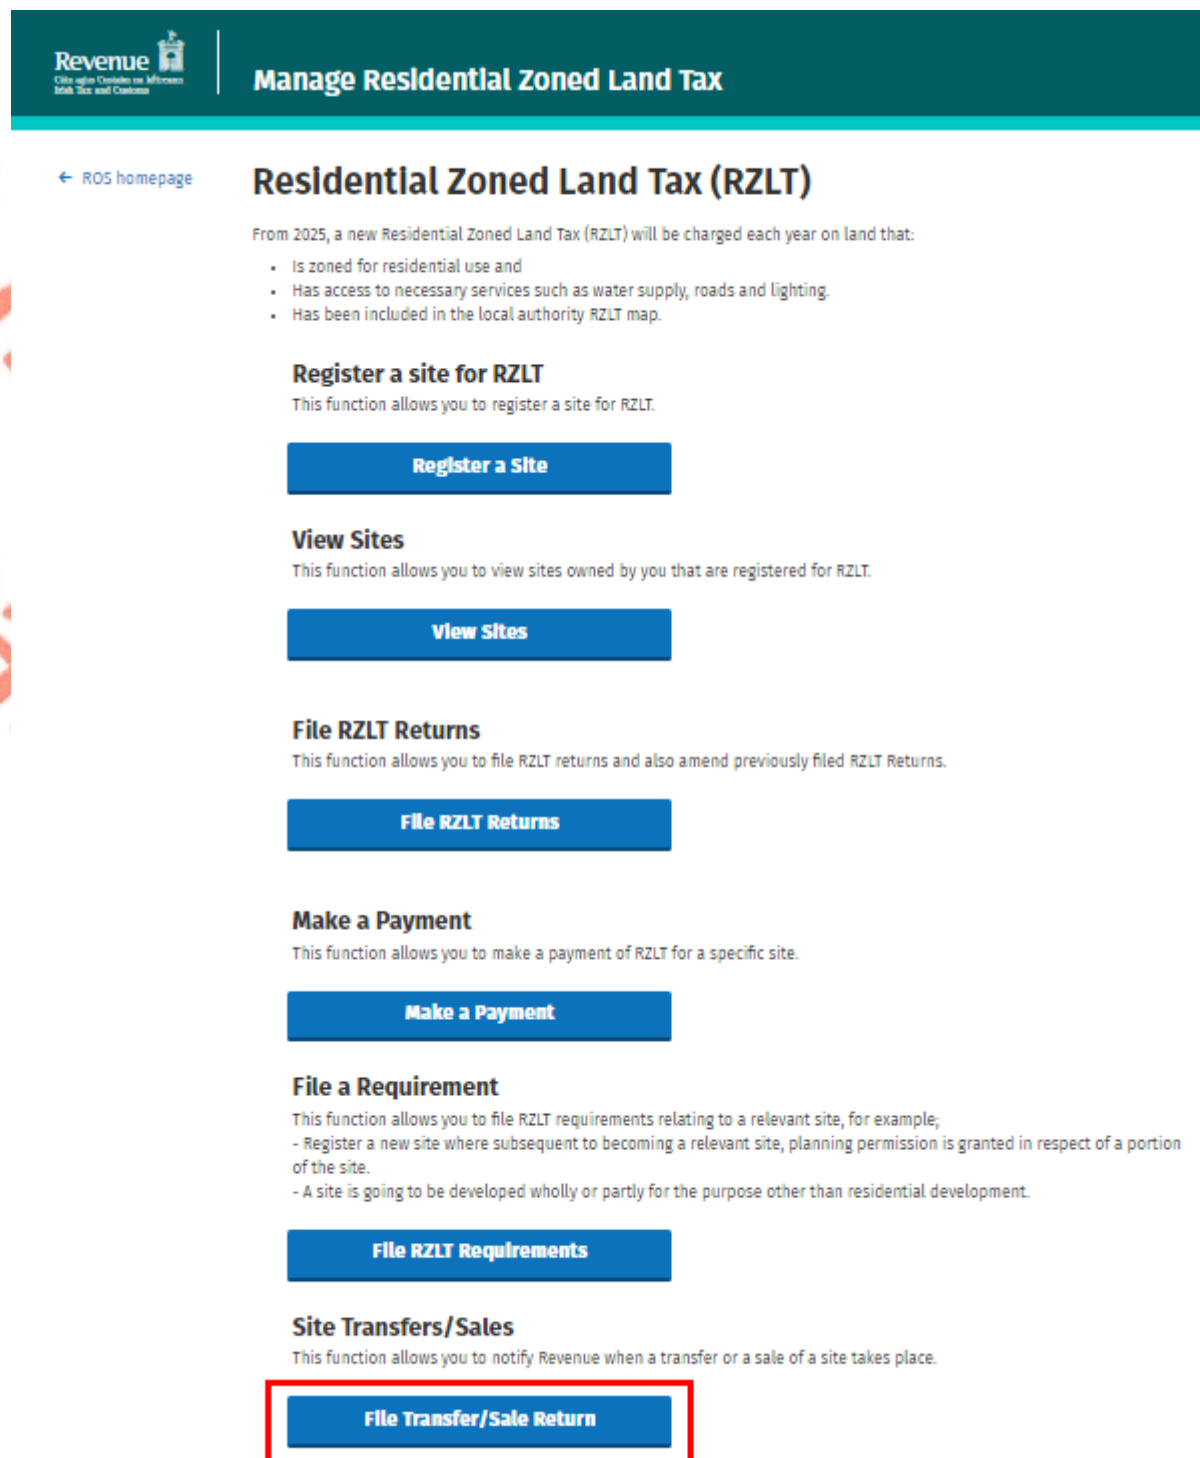 Revenue
Cáin agus Custaim na hÉireann
Irish Tax and Customs
Manage Residential Zoned Land Tax
← ROS homepage
Residential Zoned Land Tax (RZLT)
From 2025, a new Residential Zoned Land Tax (RZLT) will be charged each year on land that:
• Is zoned for residential use and
• Has access to necessary services such as water supply, roads and lighting.
• Has been included in the local authority RZLT map.
Register a site for RZLT
This function allows you to register a site for RZLT.
Register a Site
View Sites
This function allows you to view sites owned by you that are registered for RZLT.
View Sites
File RZLT Returns
This function allows you to file RZLT returns and also amend previously filed RZLT Returns.
File RZLT Returns
Make a Payment
This function allows you to make a payment of RZLT for a specific site.
Make a Payment
File a Requirement
This function allows you to file RZLT requirements relating to a relevant site, for example;
- Register a new site where subsequent to becoming a relevant site, planning permission is granted in respect of a portion
of the site.
- A site is going to be developed wholly or partly for the purpose other than residential development.
File RZLT Requirements
Site Transfers/Sales
This function allows you to notify Revenue when a transfer or a sale of a site takes place.
File Transfer/Sale Return